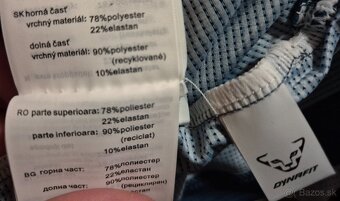 SK horná časť
vrchný materiál: 78%polyester
22%elastan
dolná časť
vrchný materiál: 90%polyester
(recyklované)
10%elastan
RO parte superioara: 78%poliester
22%elastan
parte inferioara: 90%poliester
(reciclat)
10%elastan
BG горна част: 78%полиестер
22%еластан
долна част: 90%полиестер
(рециклиран)
10%еластан
DYNAFIT
Bazos.sk